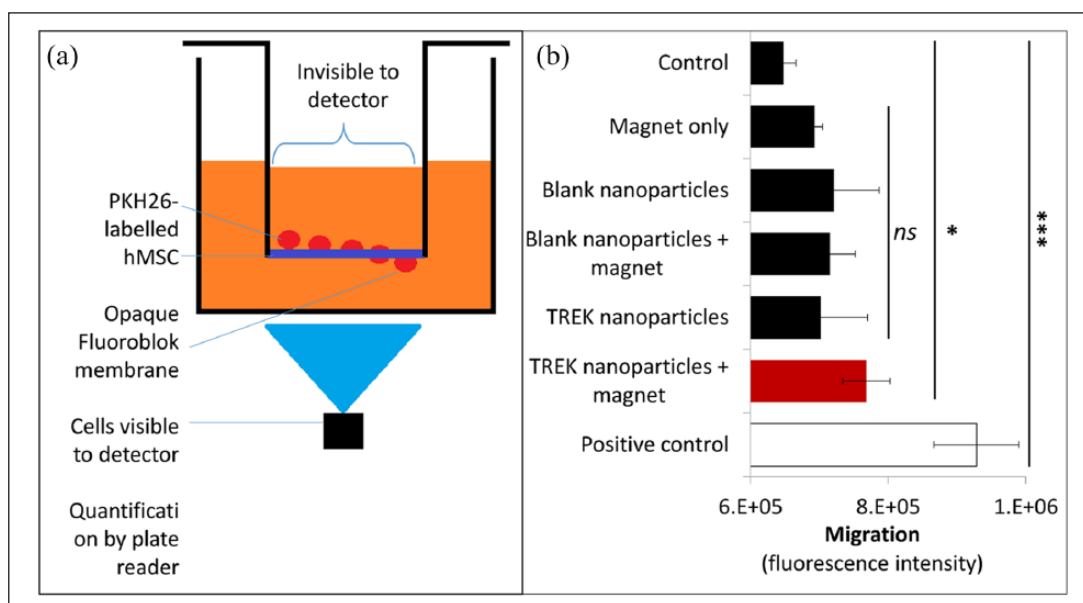 (a)
Invisible to
detector
PKH26-
labelled
hMSC
Opaque
Fluoroblok
membrane
Cells visible
to detector
Quantificati
on by plate
reader
(b)
Control
Magnet only
Blank nanoparticles
Blank nanoparticles +
magnet
TREK nanoparticles
TREK nanoparticles +
magnet
Positive control
ns
*
***
6.E+05
8.E+05
1.E+06
Migration
(fluorescence intensity)